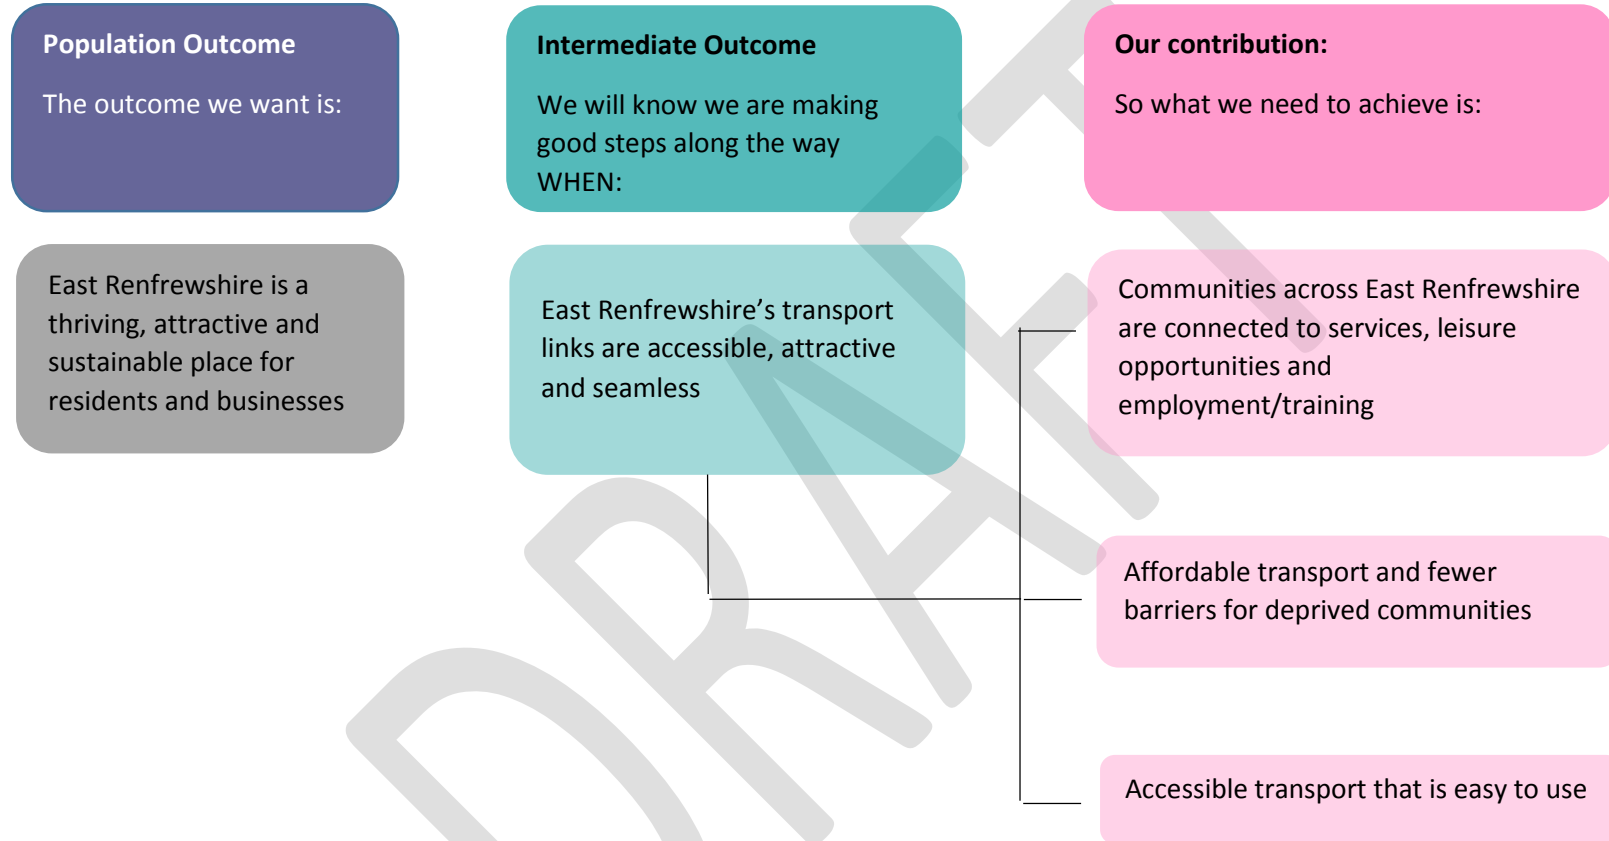 Population Outcome
The outcome we want is:
Intermediate Outcome
We will know we are making
good steps along the way
WHEN:
Our contribution:
So what we need to achieve is:
East Renfrewshire is a
thriving, attractive and
sustainable place for
residents and businesses
East Renfrewshire’s transport
links are accessible, attractive
and seamless
Communities across East Renfrewshire
are connected to services, leisure
opportunities and
employment/training
Affordable transport and fewer
barriers for deprived communities
Accessible transport that is easy to use
DRAFT